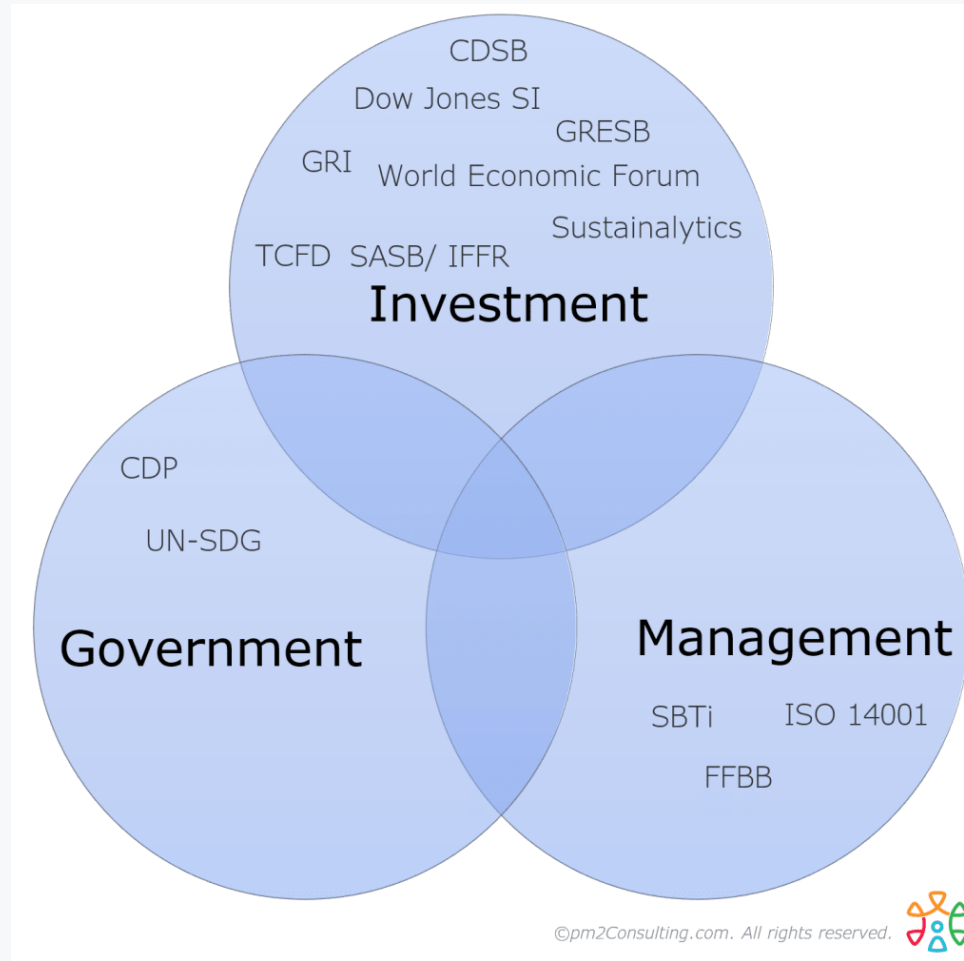 CDSB
Dow Jones SI
GRESB
GRI
World Economic Forum
Sustainalytics
TCFD
SASB/ IFFR
Investment
CDP
UN-SDG
Government
Management
SBTi
ISO 14001
FFBB
©pm2Consulting.com. All rights reserved.